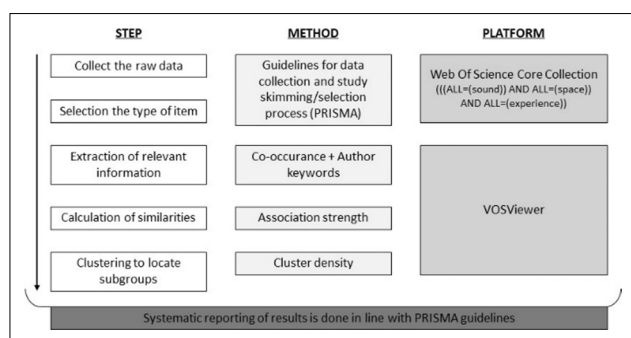 STEP
METHOD
PLATFORM
Collect the raw data
Selection the type of item
Extraction of relevant
information
Calculation of similarities
Clustering to locate
subgroups
Guidelines for data
collection and study
skimming/selection
process (PRISMA)
Co-occurance + Author
keywords
Association strength
Cluster density
Web Of Science Core Collection
(((ALL=(sound)) AND ALL=(space))
AND ALL=(experience))
VOSViewer
Systematic reporting of results is done in line with PRISMA guidelines